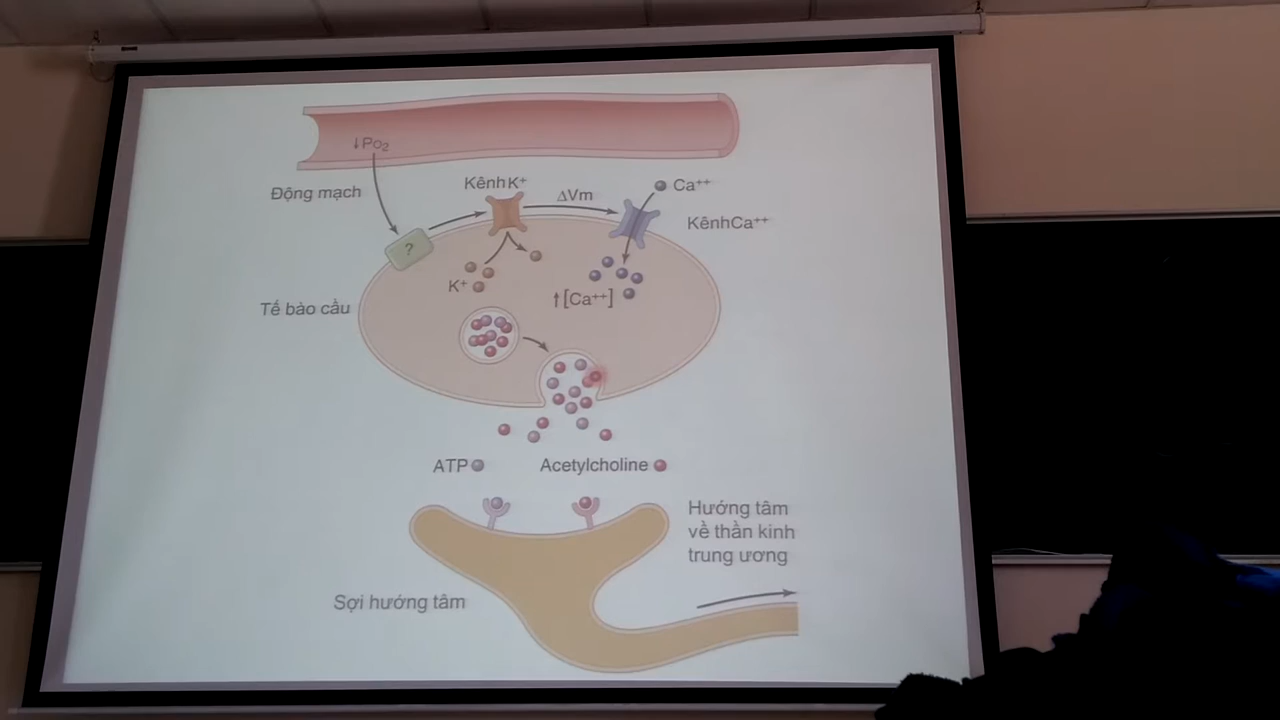 ↓Po₂
Động mạch
Kênh K⁺
ΔVm
Ca⁺⁺
KênhCa⁺⁺
?
K⁺
↑[Ca⁺⁺]
Tế bào cầu
ATP
Acetylcholine
Hướng tâm
về thần kinh
trung ương
Sợi hướng tâm